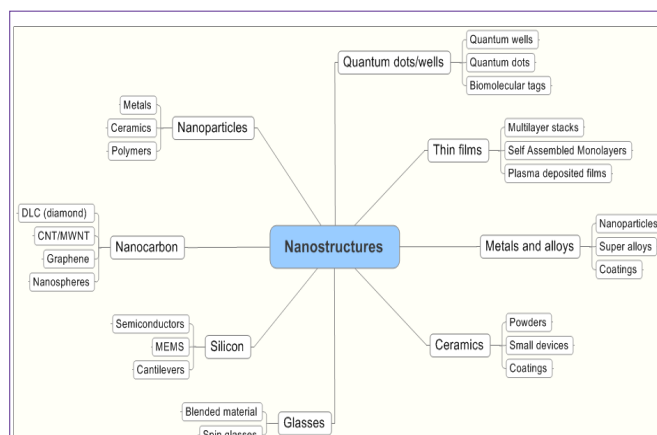 Quantum wells
Quantum dots/wells
Quantum dots
Biomolecular tags
Metals
Ceramics
Nanoparticles
Polymers
Multilayer stacks
Thin films
Self Assembled Monolayers
Plasma deposited films
DLC (diamond)
CNT/MWNT
Nanocarbon
Graphene
Nanospheres
Nanostructures
Nanoparticles
Metals and alloys
Super alloys
Coatings
Semiconductors
MEMS
Silicon
Cantilevers
Powders
Ceramics
Small devices
Coatings
Blended material
Glasses
Spin glasses